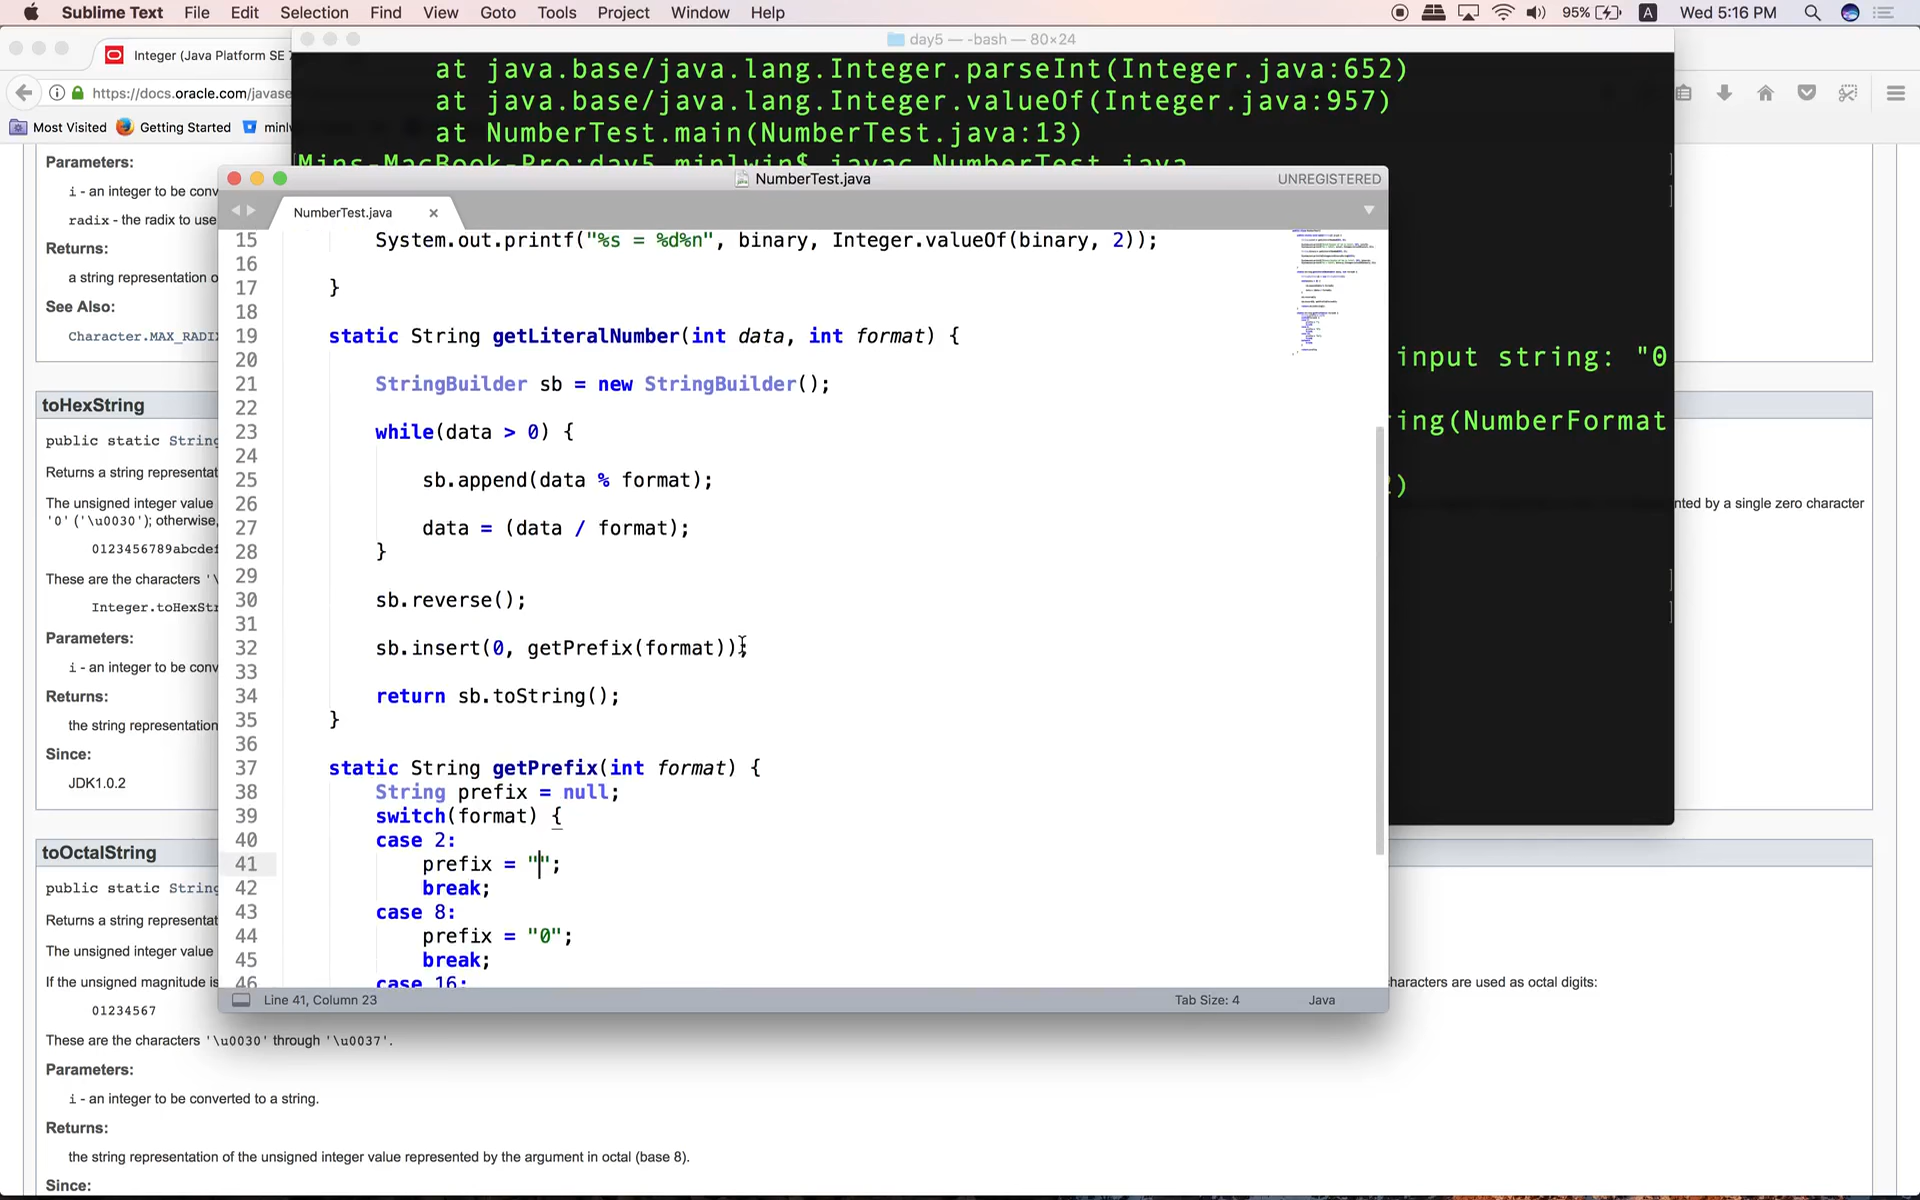 Sublime Text File Edit Selection Find View Goto Tools Project Window Help 95% A Wed 5:16 PM
Integer (Java Platform SE 7
day5 — -bash — 80×24
https://docs.oracle.com/javase
Most Visited Getting Started minlw
at java.base/java.lang.Integer.parseInt(Integer.java:652)
at java.base/java.lang.Integer.valueOf(Integer.java:957)
at NumberTest.main(NumberTest.java:13)
Mins-MacBook-Pro:day5 minlwin$ javac NumberTest.java
input string: "0
ing(NumberFormat
)
NumberTest.java UNREGISTERED
NumberTest.java ×
15 System.out.printf("%s = %d%n", binary, Integer.valueOf(binary, 2));
16
17 }
18
19 static String getLiteralNumber(int data, int format) {
20
21 StringBuilder sb = new StringBuilder();
22
23 while(data > 0) {
24
25 sb.append(data % format);
26
27 data = (data / format);
28 }
29
30 sb.reverse();
31
32 sb.insert(0, getPrefix(format));
33
34 return sb.toString();
35 }
36
37 static String getPrefix(int format) {
38 String prefix = null;
39 switch(format) {
40 case 2:
41 prefix = "";
42 break;
43 case 8:
44 prefix = "0";
45 break;
46 case 16:
Line 41, Column 23 Tab Size: 4 Java
Parameters:
i - an integer to be conv
radix - the radix to use
Returns:
a string representation o
See Also:
Character.MAX_RADI
toHexString
public static String
Returns a string representat
The unsigned integer value nted by a single zero character
'0' ('\u0030'); otherwise,
0123456789abcdef
These are the characters '\
Integer.toHexStr
Parameters:
i - an integer to be conv
Returns:
the string representation
Since:
JDK1.0.2
toOctalString
public static String
Returns a string representat
The unsigned integer value
If the unsigned magnitude is haracters are used as octal digits:
01234567
These are the characters '\u0030' through '\u0037'.
Parameters:
i - an integer to be converted to a string.
Returns:
the string representation of the unsigned integer value represented by the argument in octal (base 8).
Since: